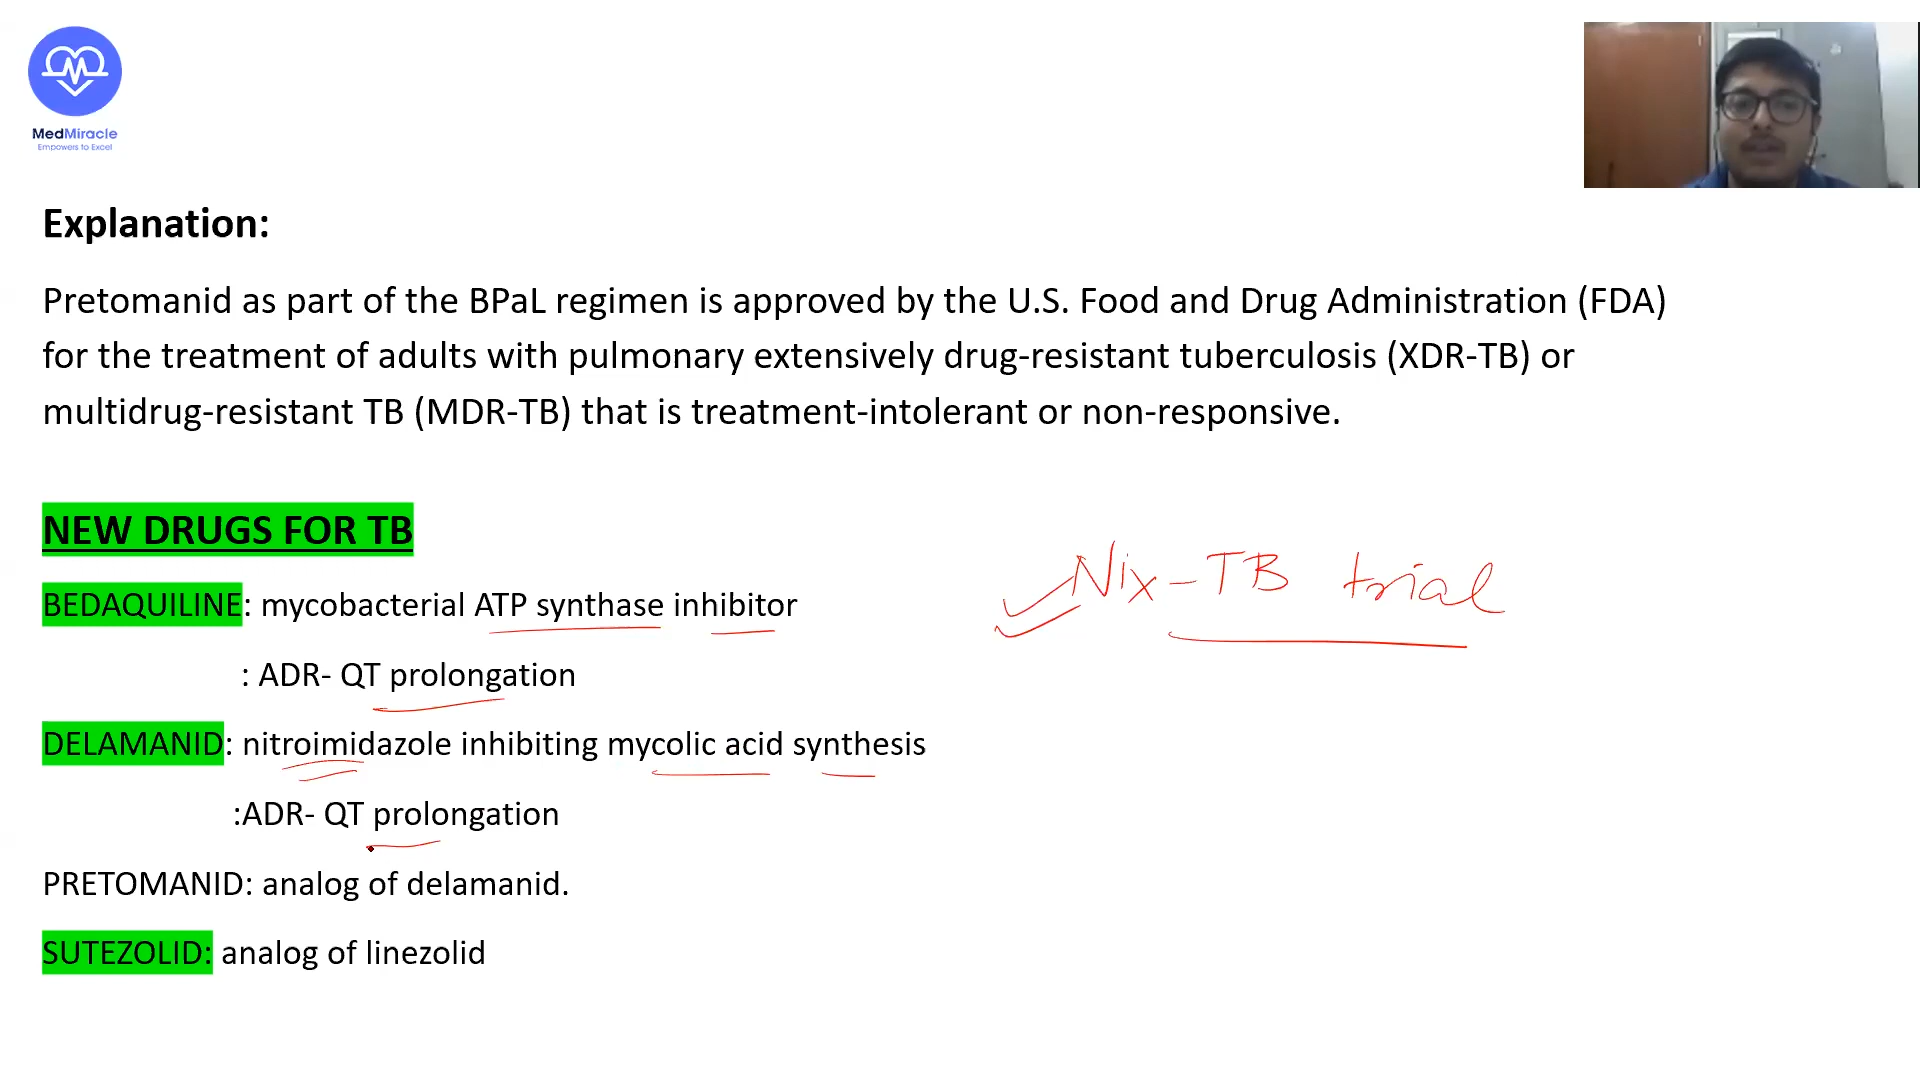 MedMiracle
Empowers to Excel
Explanation:
Pretomanid as part of the BPaL regimen is approved by the U.S. Food and Drug Administration (FDA)
for the treatment of adults with pulmonary extensively drug-resistant tuberculosis (XDR-TB) or
multidrug-resistant TB (MDR-TB) that is treatment-intolerant or non-responsive.
NEW DRUGS FOR TB
BEDAQUILINE: mycobacterial ATP synthase inhibitor
Nix-TB trial
: ADR- QT prolongation
DELAMANID: nitroimidazole inhibiting mycolic acid synthesis
:ADR- QT prolongation
PRETOMANID: analog of delamanid.
SUTEZOLID: analog of linezolid